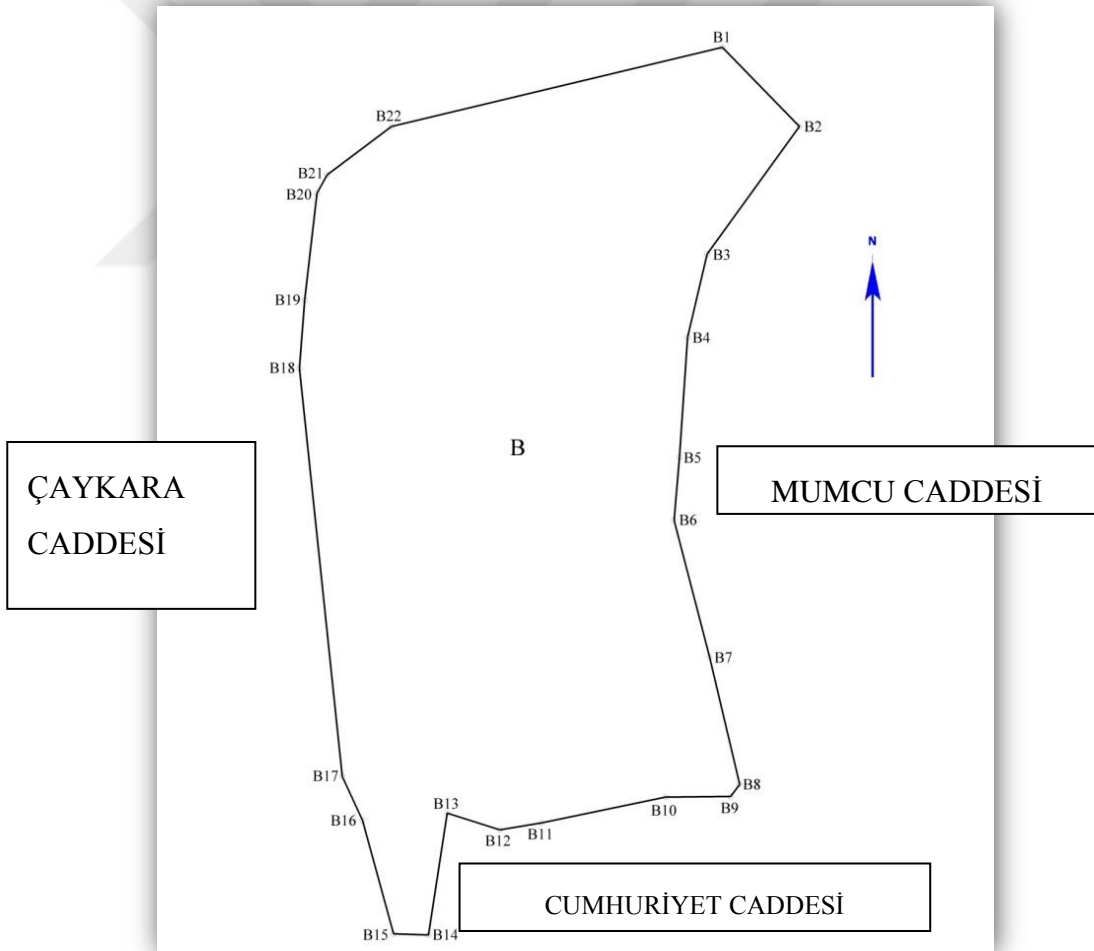 B1
B22
B2
B21
B20
N
B3
B19
B4
B18
B
B5
ÇAYKARA
CADDESİ
MUMCU CADDESİ
B6
B7
B17
B8
B9
B13
B10
B16
B12
B11
CUMHURİYET CADDESİ
B15
B14